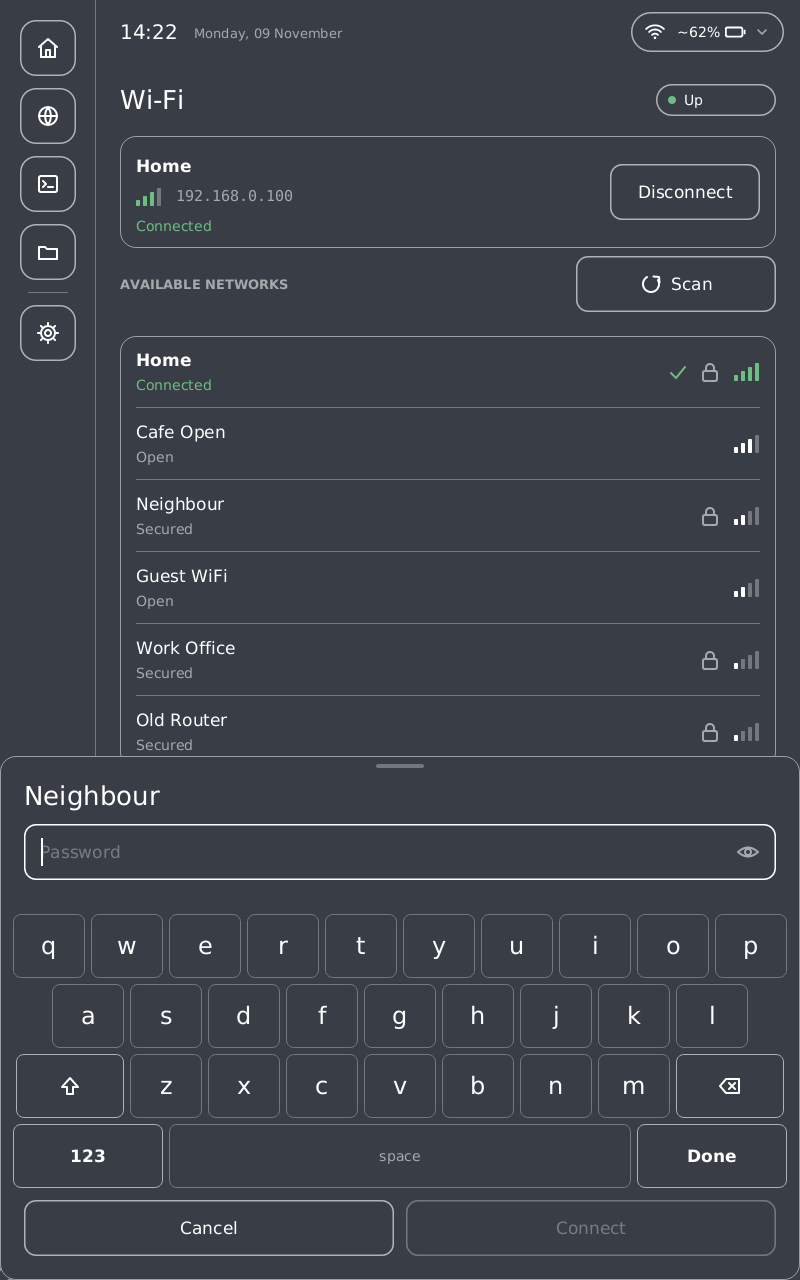 14:22 Monday, 09 November ~62%
Wi-Fi Up
Home
192.168.0.100 Disconnect
Connected
AVAILABLE NETWORKS Scan
Home
Connected
Cafe Open
Open
Neighbour
Secured
Guest WiFi
Open
Work Office
Secured
Old Router
Secured
Neighbour
Password
q w e r t y u i o p
a s d f g h j k l
z x c v b n m
123 space Done
Cancel Connect